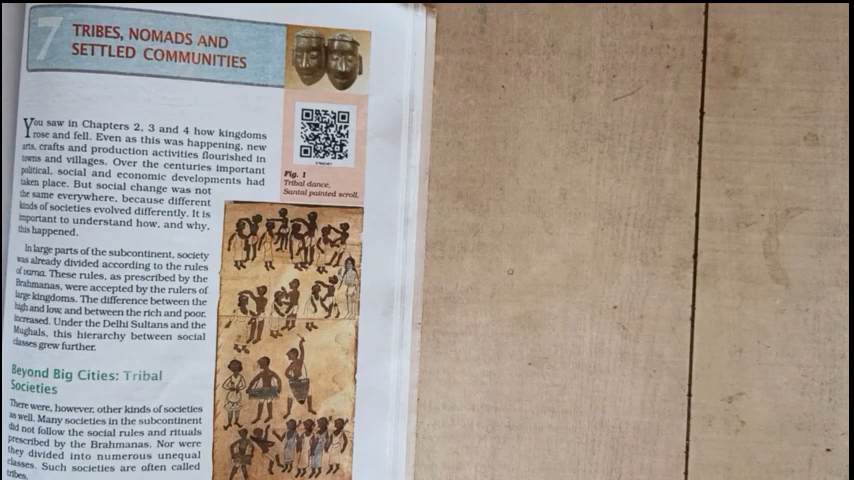 7
TRIBES, NOMADS AND
SETTLED COMMUNITIES
You saw in Chapters 2, 3 and 4 how kingdoms
rose and fell. Even as this was happening, new
arts, crafts and production activities flourished in
towns and villages. Over the centuries important
political, social and economic developments had
taken place. But social change was not
the same everywhere, because different
kinds of societies evolved differently. It is
important to understand how, and why,
this happened.
In large parts of the subcontinent, society
was already divided according to the rules
of varna. These rules, as prescribed by the
Brahmanas, were accepted by the rulers of
large kingdoms. The difference between the
high and low, and between the rich and poor,
increased. Under the Delhi Sultans and the
Mughals, this hierarchy between social
classes grew further.
Beyond Big Cities: Tribal
Societies
There were, however, other kinds of societies
as well. Many societies in the subcontinent
did not follow the social rules and rituals
prescribed by the Brahmanas. Nor were
they divided into numerous unequal
classes. Such societies are often called
tribes.
Fig. 1
Tribal dance,
Santal painted scroll.